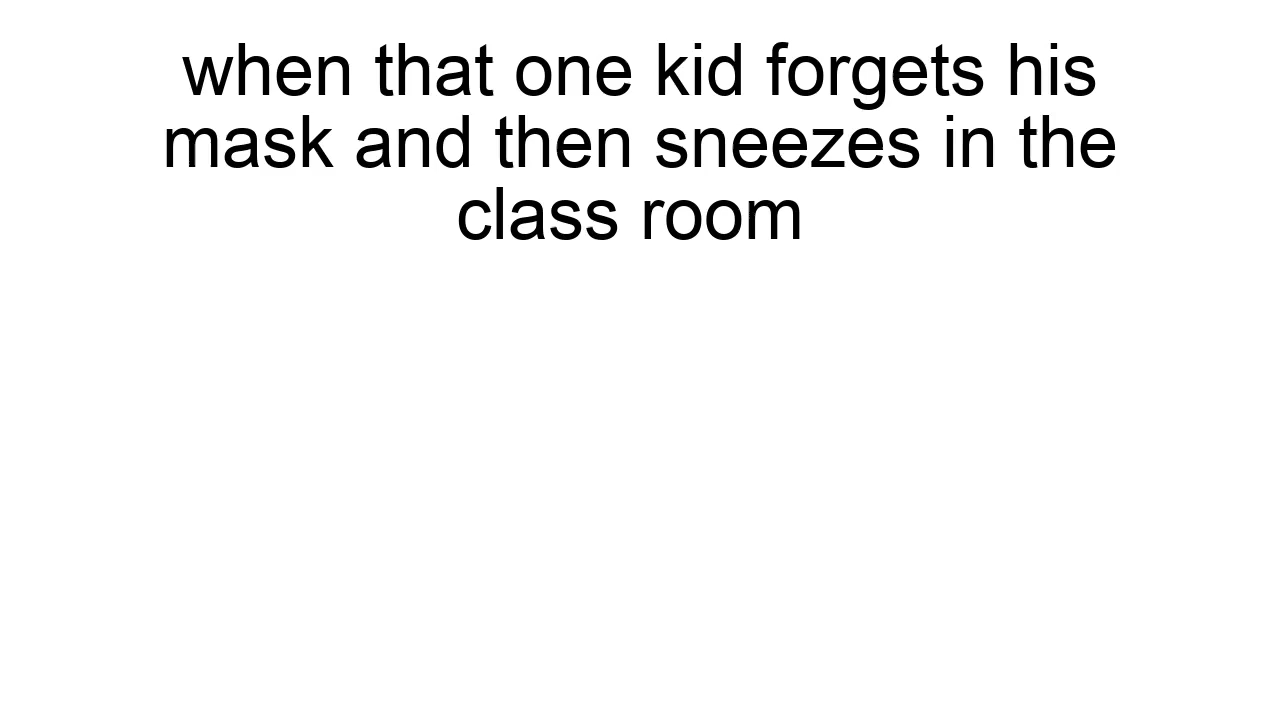 when that one kid forgets his
mask and then sneezes in the
class room